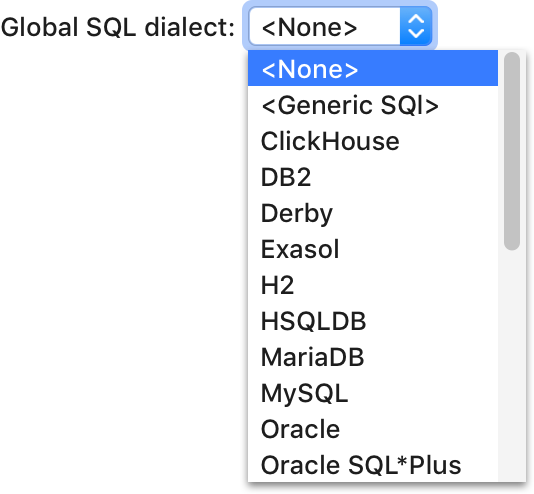 Global SQL dialect: <None>
<None>
<Generic SQl>
ClickHouse
DB2
Derby
Exasol
H2
HSQLDB
MariaDB
MySQL
Oracle
Oracle SQL*Plus